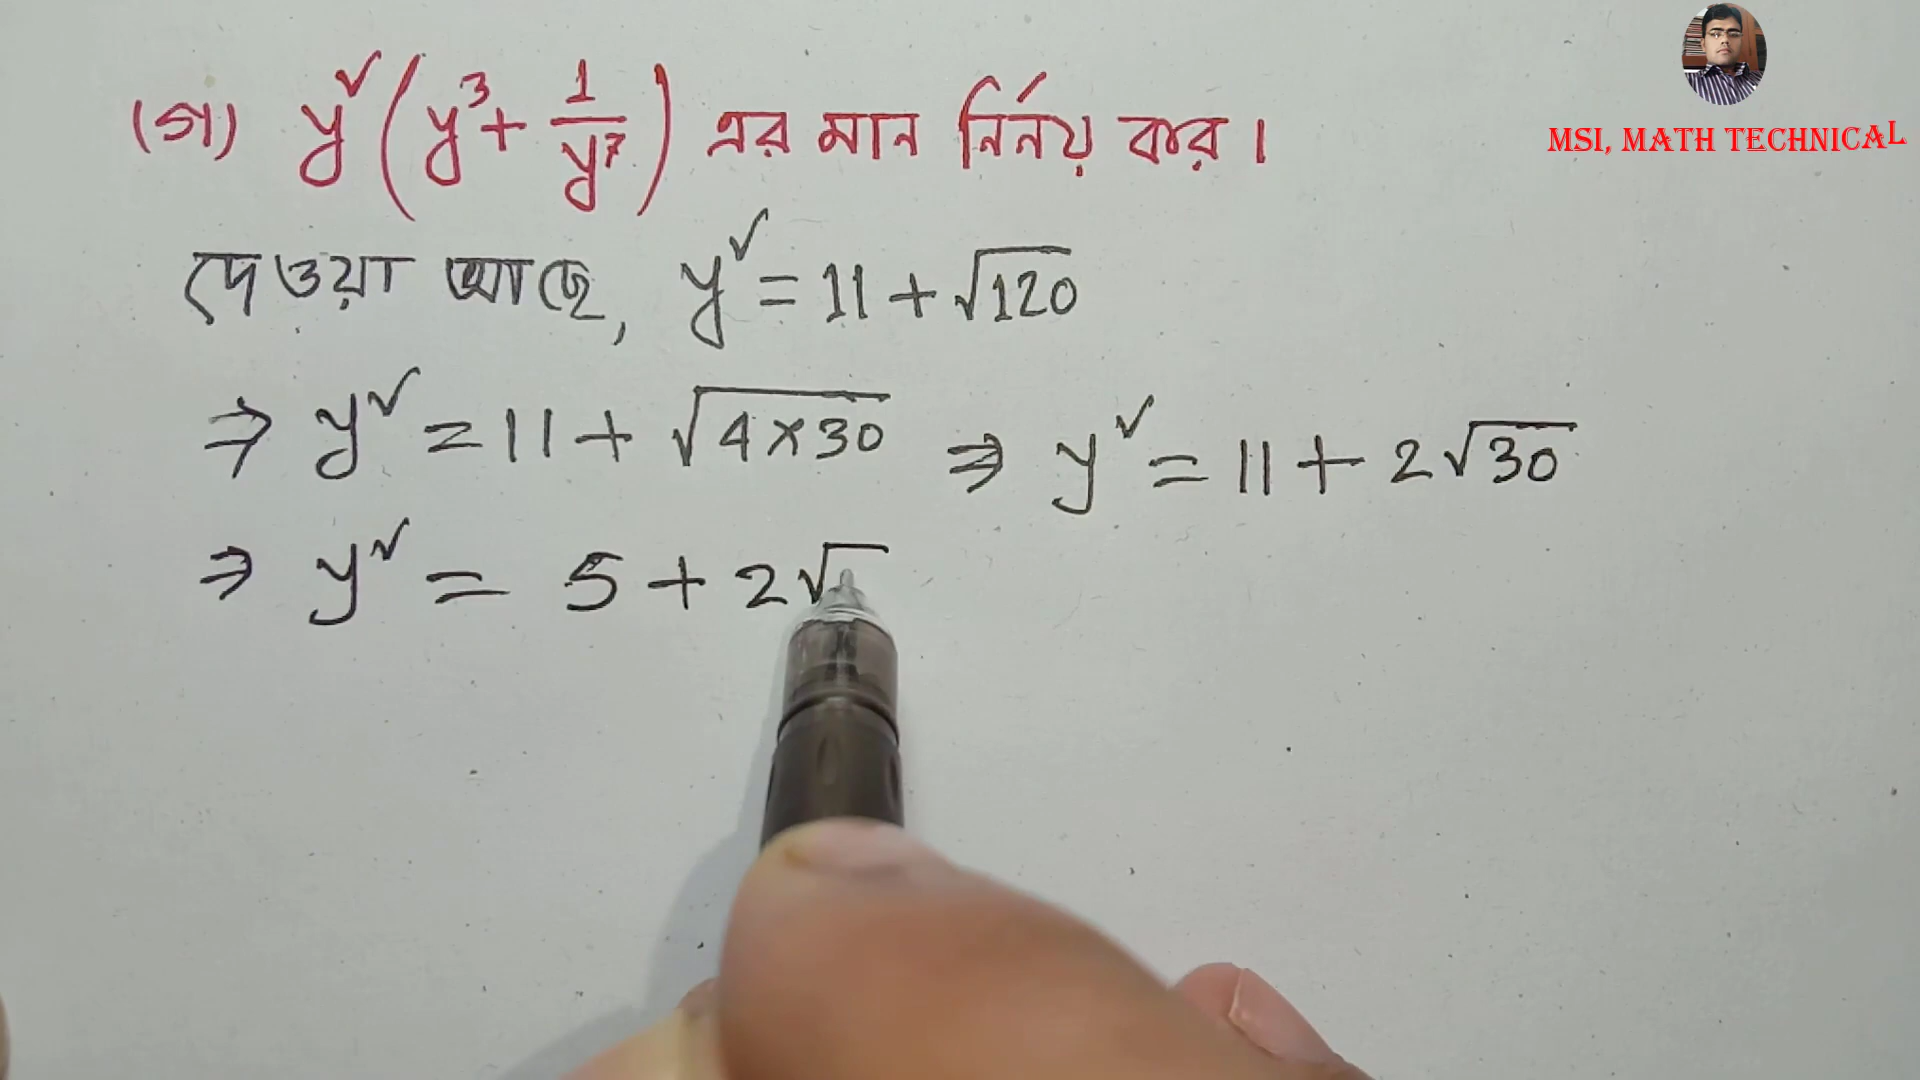 (গ) y² (y³ + 1/y⁷) এর মান নির্নয় কর।
MSI, MATH TECHNICAL
দেওয়া আছে, y² = 11 + √120
⇒ y² = 11 + √4×30 ⇒ y² = 11 + 2√30
⇒ y² = 5 + 2√